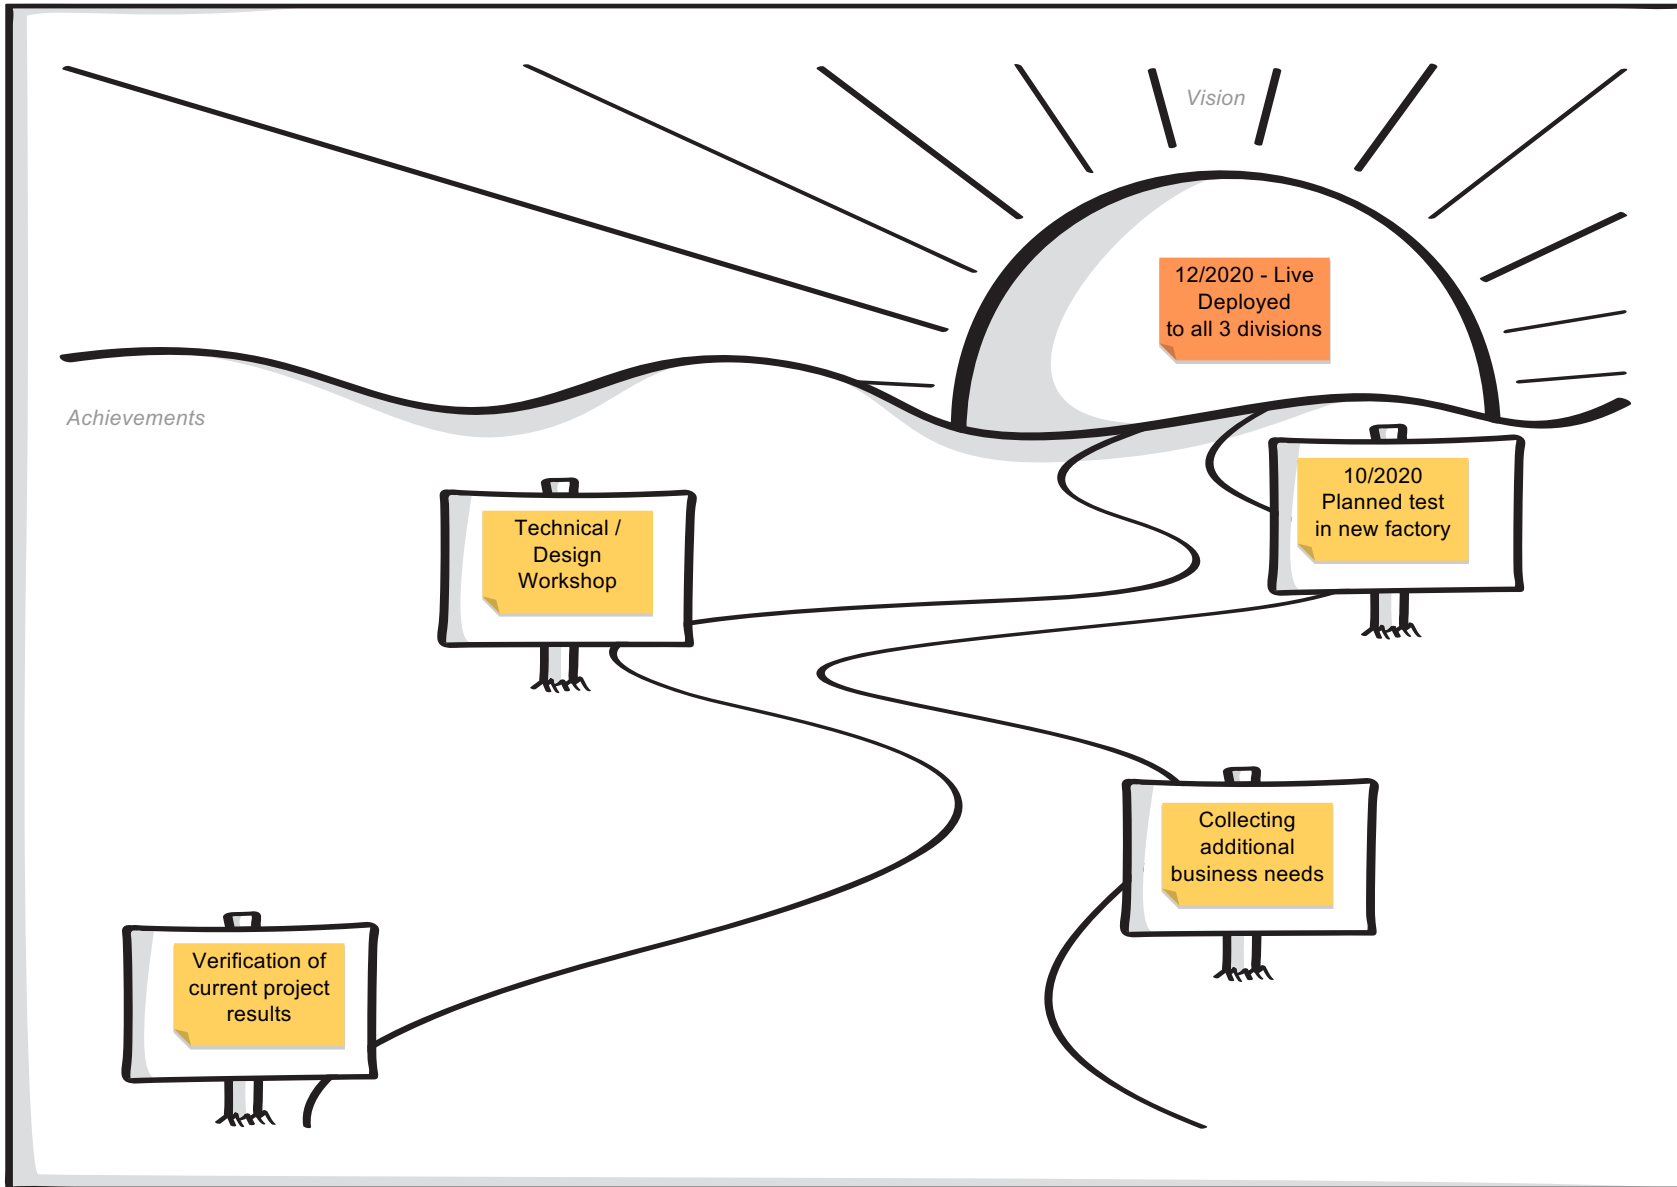 Vision
12/2020 - Live
Deployed
to all 3 divisions
Achievements
10/2020
Planned test
in new factory
Technical /
Design
Workshop
Collecting
additional
business needs
Verification of
current project
results